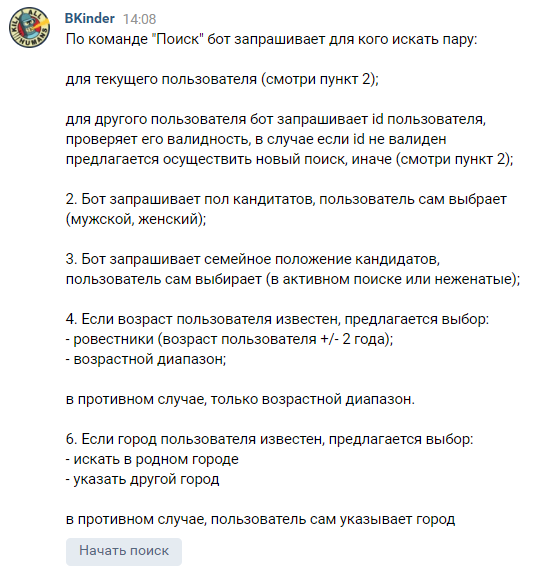 KILL ALL HUMANS
BKinder 14:08
По команде "Поиск" бот запрашивает для кого искать пару:
для текущего пользователя (смотри пункт 2);
для другого пользователя бот запрашивает id пользователя,
проверяет его валидность, в случае если id не валиден
предлагается осуществить новый поиск, иначе (смотри пункт 2);
2. Бот запрашивает пол кандитатов, пользователь сам выбрает
(мужской, женский);
3. Бот запрашивает семейное положение кандидатов,
пользователь сам выбирает (в активном поиске или неженатые);
4. Если возраст пользователя известен, предлагается выбор:
- ровестники (возраст пользователя +/- 2 года);
- возрастной диапазон;
в противном случае, только возрастной диапазон.
6. Если город пользователя известен, предлагается выбор:
- искать в родном городе
- указать другой город
в противном случае, пользователь сам указывает город
Начать поиск